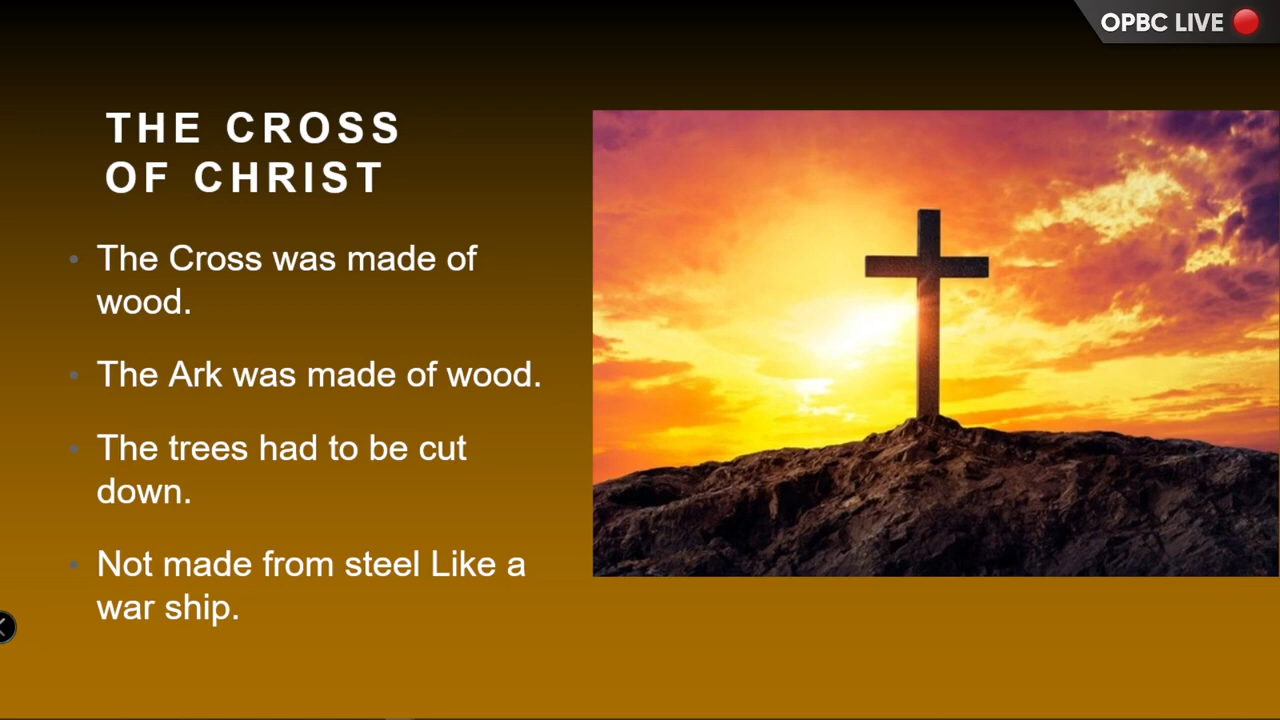 OPBC LIVE
THE CROSS
OF CHRIST
• The Cross was made of
wood.
• The Ark was made of wood.
• The trees had to be cut
down.
• Not made from steel Like a
war ship.